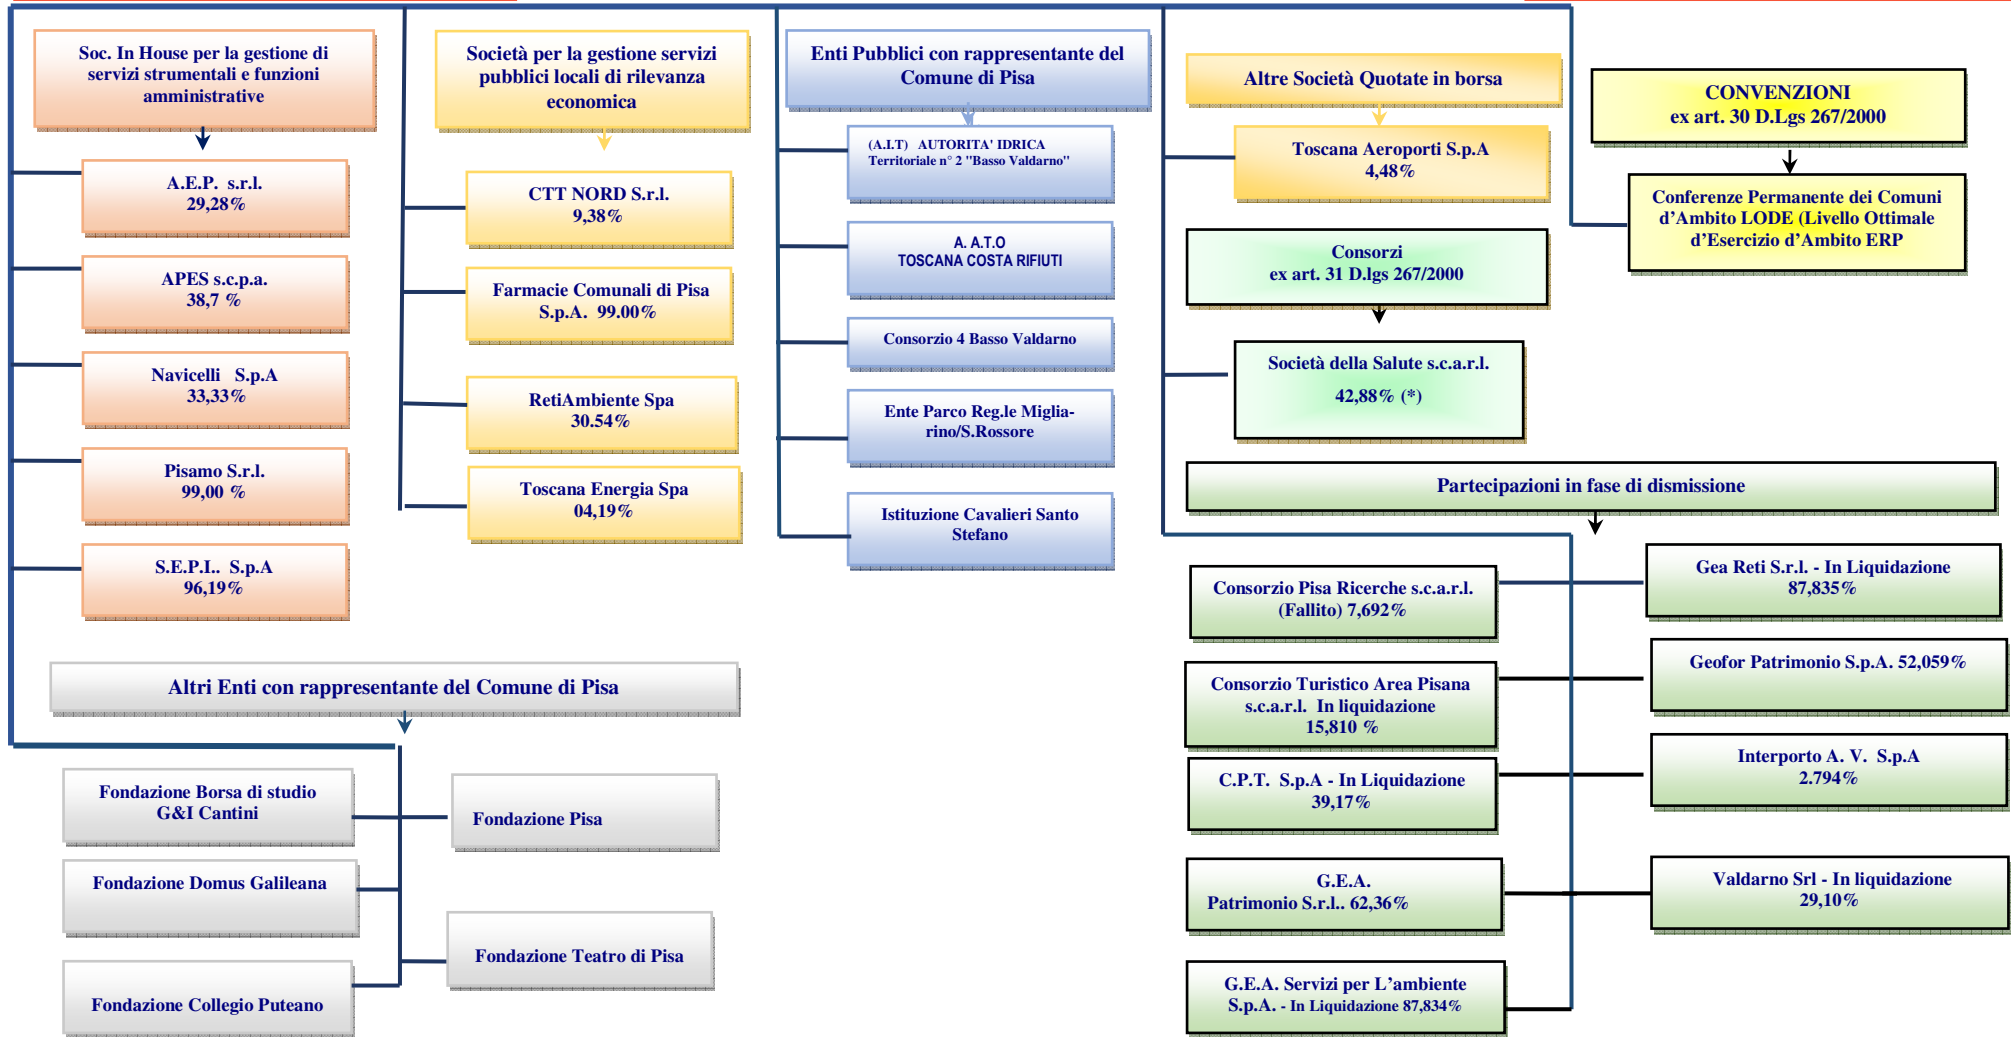 Soc. In House per la gestione di
servizi strumentali e funzioni
amministrative
A.E.P. s.r.l.
29,28%
APES s.c.p.a.
38,7 %
Navicelli S.p.A
33,33%
Pisamo S.r.l.
99,00 %
S.E.P.I.. S.p.A
96,19%
Società per la gestione servizi
pubblici locali di rilevanza
economica
CTT NORD S.r.l.
9,38%
Farmacie Comunali di Pisa
S.p.A. 99.00%
RetiAmbiente Spa
30.54%
Toscana Energia Spa
04,19%
Enti Pubblici con rappresentante del
Comune di Pisa
(A.I.T) AUTORITA' IDRICA
Territoriale n° 2 "Basso Valdarno"
A. A.T.O
TOSCANA COSTA RIFIUTI
Consorzio 4 Basso Valdarno
Ente Parco Reg.le Miglia-
rino/S.Rossore
Istituzione Cavalieri Santo
Stefano
Altre Società Quotate in borsa
Toscana Aeroporti S.p.A
4,48%
Consorzi
ex art. 31 D.lgs 267/2000
Società della Salute s.c.a.r.l.
42,88% (*)
CONVENZIONI
ex art. 30 D.Lgs 267/2000
Conferenze Permanente dei Comuni
d'Ambito LODE (Livello Ottimale
d'Esercizio d'Ambito ERP
Partecipazioni in fase di dismissione
Consorzio Pisa Ricerche s.c.a.r.l.
(Fallito) 7,692%
Gea Reti S.r.l. - In Liquidazione
87,835%
Consorzio Turistico Area Pisana
s.c.a.r.l. In liquidazione
15,810 %
Geofor Patrimonio S.p.A. 52,059%
C.P.T. S.p.A - In Liquidazione
39,17%
Interporto A. V. S.p.A
2.794%
G.E.A.
Patrimonio S.r.l.. 62,36%
Valdarno Srl - In liquidazione
29,10%
G.E.A. Servizi per L'ambiente
S.p.A. - In Liquidazione 87,834%
Altri Enti con rappresentante del Comune di Pisa
Fondazione Borsa di studio
G&I Cantini
Fondazione Pisa
Fondazione Domus Galileana
Fondazione Teatro di Pisa
Fondazione Collegio Puteano